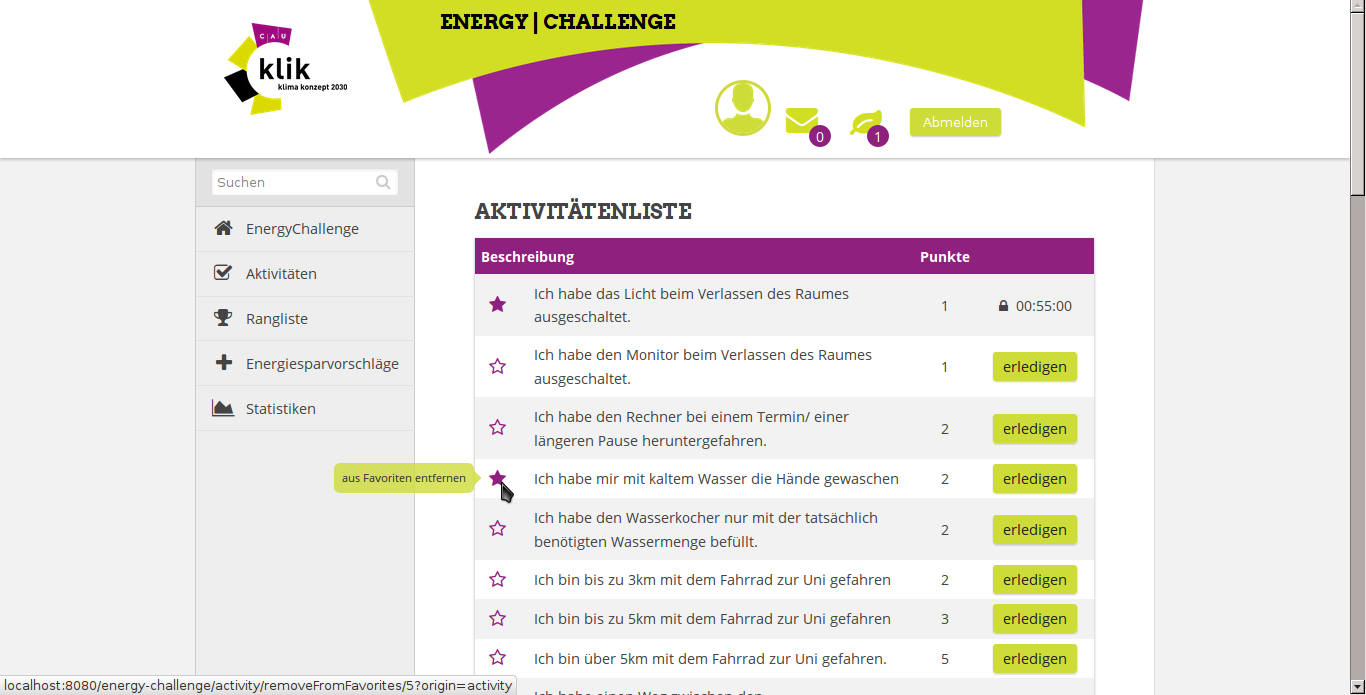 ENERGY | CHALLENGE
CAU
klik
klima konzept 2030
0
1
Abmelden
Suchen
EnergyChallenge
Aktivitäten
Rangliste
Energiesparvorschläge
Statistiken
AKTIVITÄTENLISTE
Beschreibung Punkte
Ich habe das Licht beim Verlassen des Raumes
ausgeschaltet.
1 00:55:00
Ich habe den Monitor beim Verlassen des Raumes
ausgeschaltet.
1 erledigen
Ich habe den Rechner bei einem Termin/ einer
längeren Pause heruntergefahren.
2 erledigen
aus Favoriten entfernen
Ich habe mir mit kaltem Wasser die Hände gewaschen 2 erledigen
Ich habe den Wasserkocher nur mit der tatsächlich
benötigten Wassermenge befüllt.
2 erledigen
Ich bin bis zu 3km mit dem Fahrrad zur Uni gefahren 2 erledigen
Ich bin bis zu 5km mit dem Fahrrad zur Uni gefahren 3 erledigen
Ich bin über 5km mit dem Fahrrad zur Uni gefahren. 5 erledigen
Ich habe einen Weg zwischen den
localhost:8080/energy-challenge/activity/removeFromFavorites/5?origin=activity